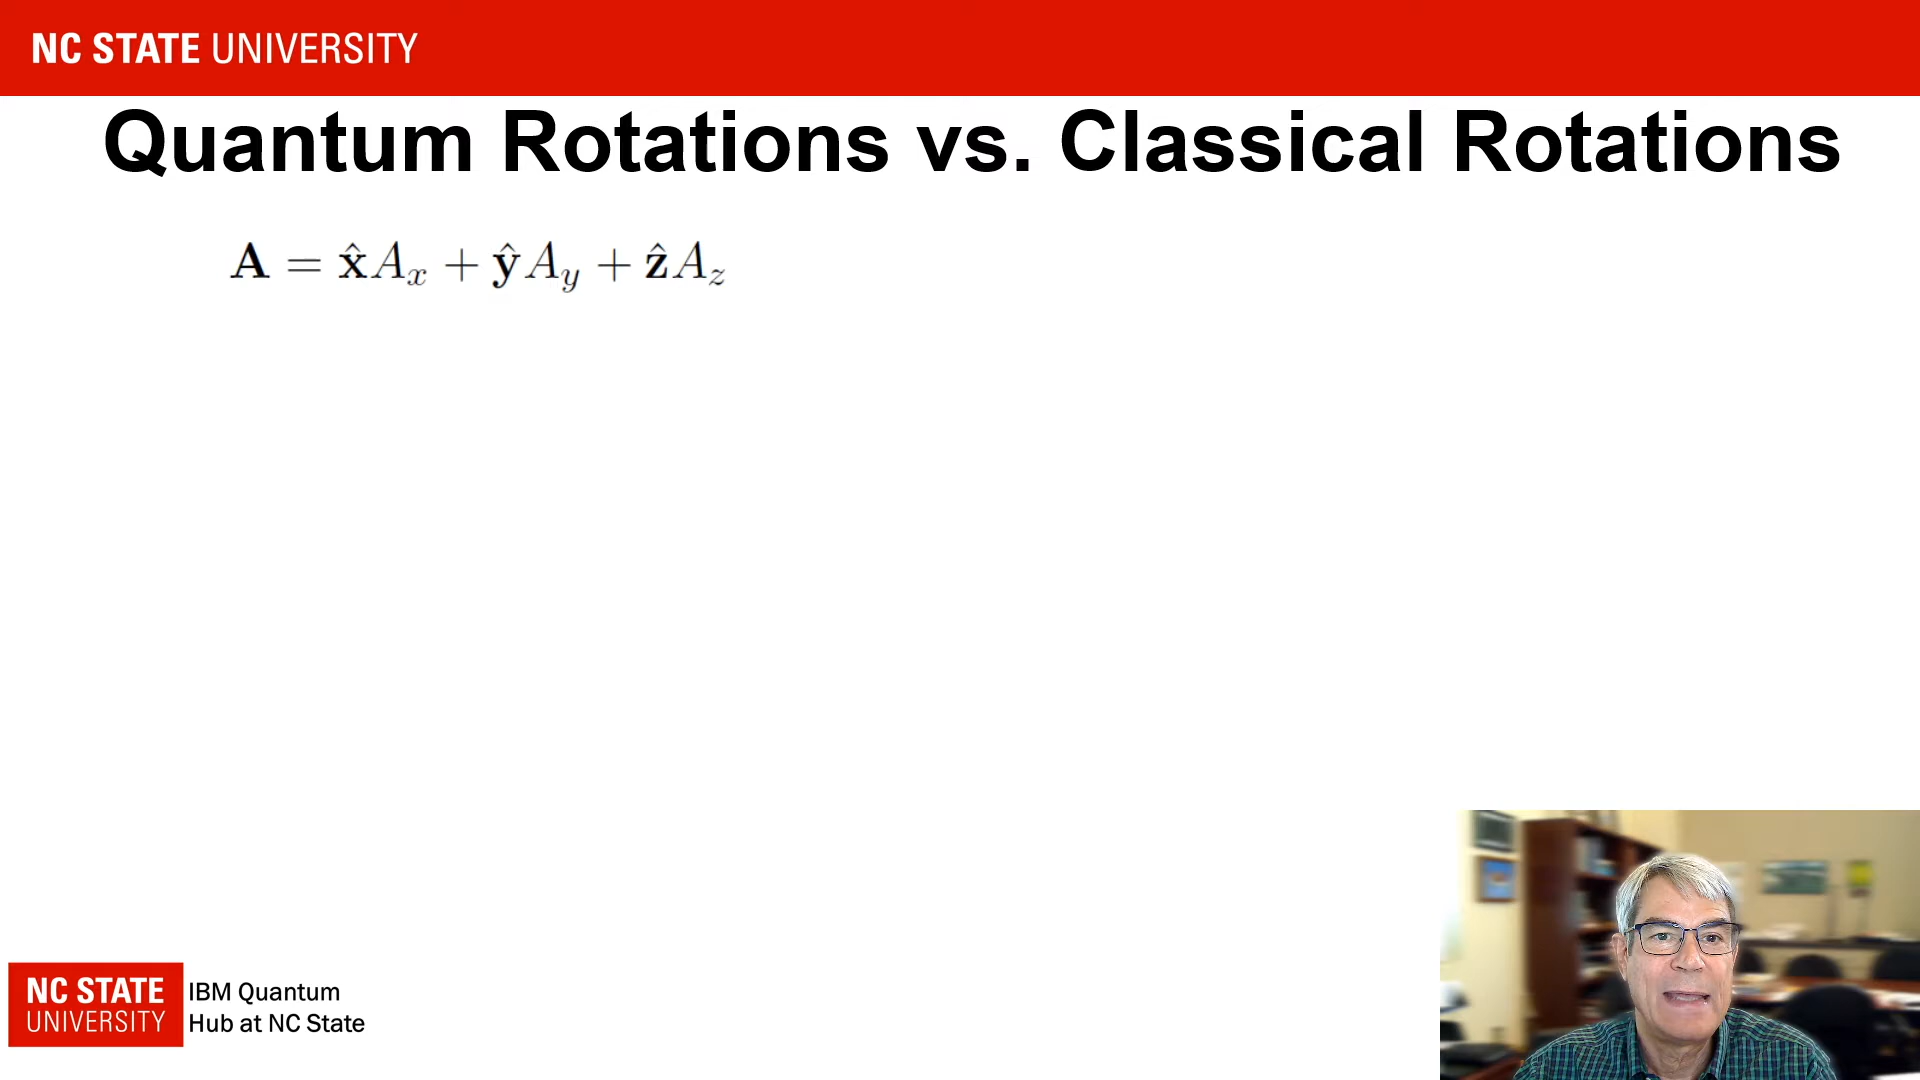 NC STATE UNIVERSITY
Quantum Rotations vs. Classical Rotations
𝐀 = x̂Aₓ + ŷA_y + ẑA_z
NC STATE
UNIVERSITY
IBM Quantum
Hub at NC State